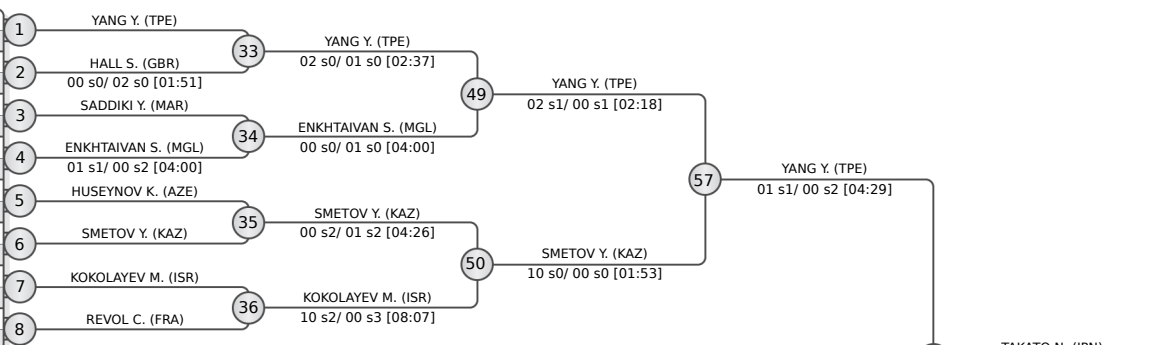 1
YANG Y. (TPE)
2
HALL S. (GBR)
00 s0/ 02 s0 [01:51]
33
YANG Y. (TPE)
02 s0/ 01 s0 [02:37]
3
SADDIKI Y. (MAR)
4
ENKHTAIVAN S. (MGL)
01 s1/ 00 s2 [04:00]
34
ENKHTAIVAN S. (MGL)
00 s0/ 01 s0 [04:00]
49
YANG Y. (TPE)
02 s1/ 00 s1 [02:18]
5
HUSEYNOV K. (AZE)
6
SMETOV Y. (KAZ)
35
SMETOV Y. (KAZ)
00 s2/ 01 s2 [04:26]
7
KOKOLAYEV M. (ISR)
8
REVOL C. (FRA)
36
KOKOLAYEV M. (ISR)
10 s2/ 00 s3 [08:07]
50
SMETOV Y. (KAZ)
10 s0/ 00 s0 [01:53]
57
YANG Y. (TPE)
01 s1/ 00 s2 [04:29]